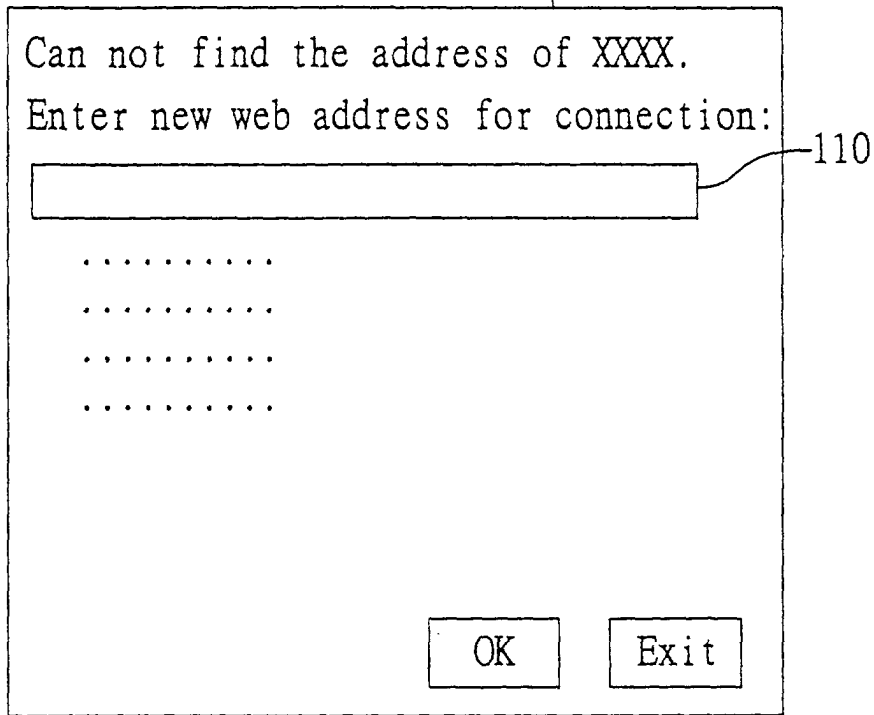 Can not find the address of XXXX.
Enter new web address for connection:
110
..........
..........
..........
..........
OK
Exit